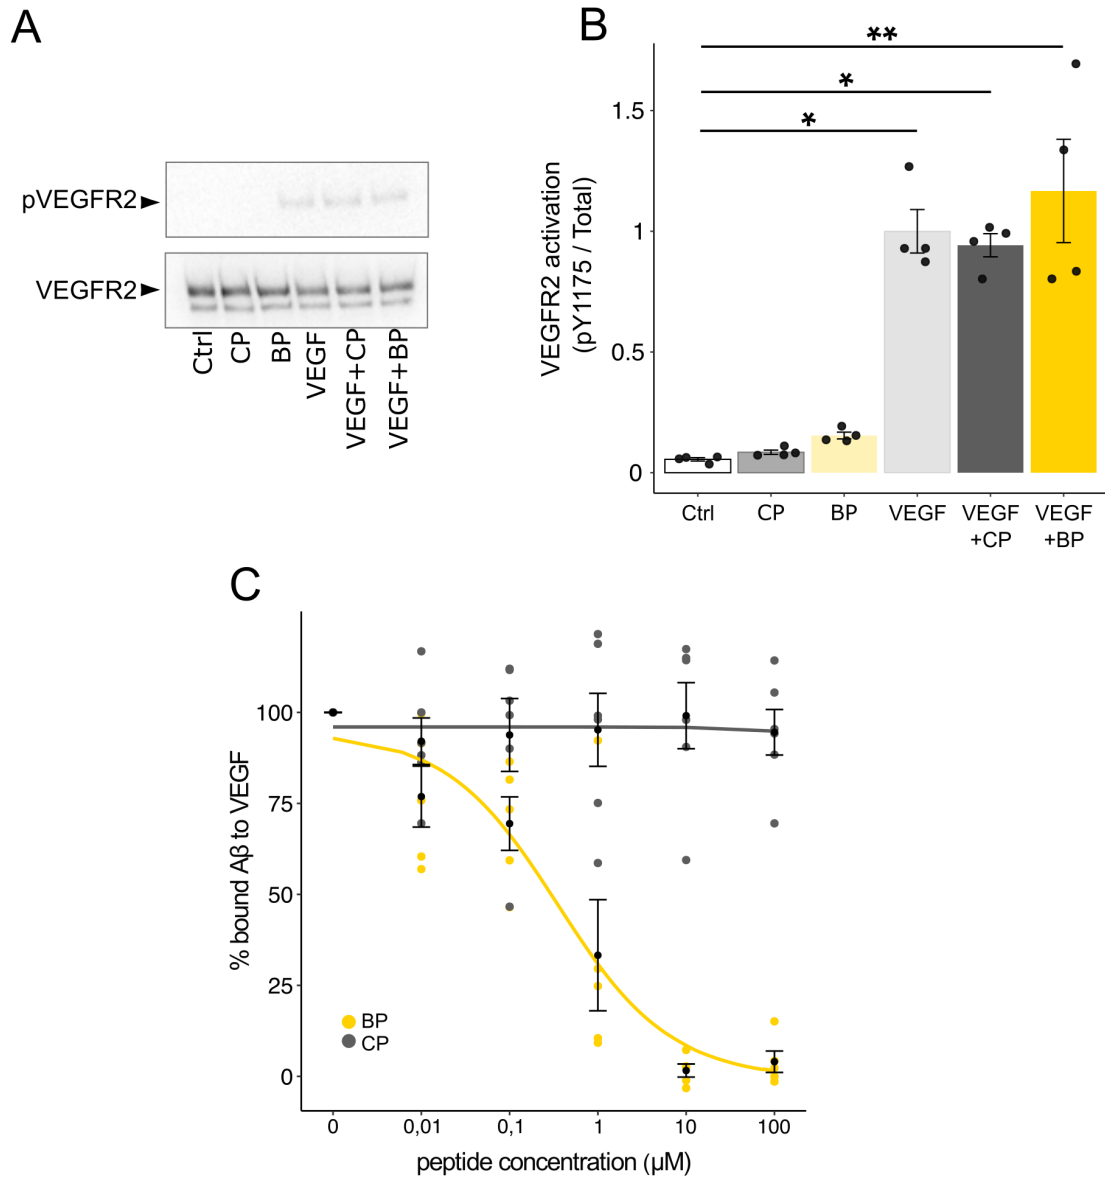 A
pVEGFR2
VEGFR2
Ctrl
CP
BP
VEGF
VEGF+CP
VEGF+BP
B
**
*
*
VEGFR2 activation
(pY1175 / Total)
1.5
1
0.5
0
Ctrl
CP
BP
VEGF
VEGF
+CP
VEGF
+BP
C
% bound Aβ to VEGF
100
75
50
25
0
BP
CP
0
0,01
0,1
1
10
100
peptide concentration (μM)